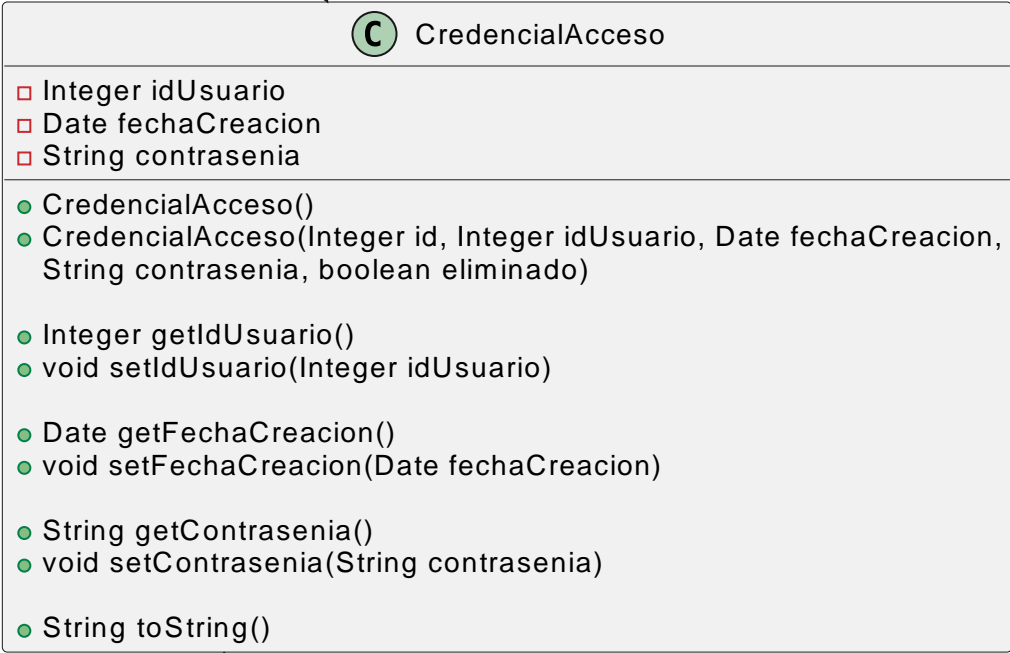 C CredencialAcceso
Integer idUsuario
Date fechaCreacion
String contrasenia
CredencialAcceso()
CredencialAcceso(Integer id, Integer idUsuario, Date fechaCreacion,
String contrasenia, boolean eliminado)
Integer getIdUsuario()
void setIdUsuario(Integer idUsuario)
Date getFechaCreacion()
void setFechaCreacion(Date fechaCreacion)
String getContrasenia()
void setContrasenia(String contrasenia)
String toString()